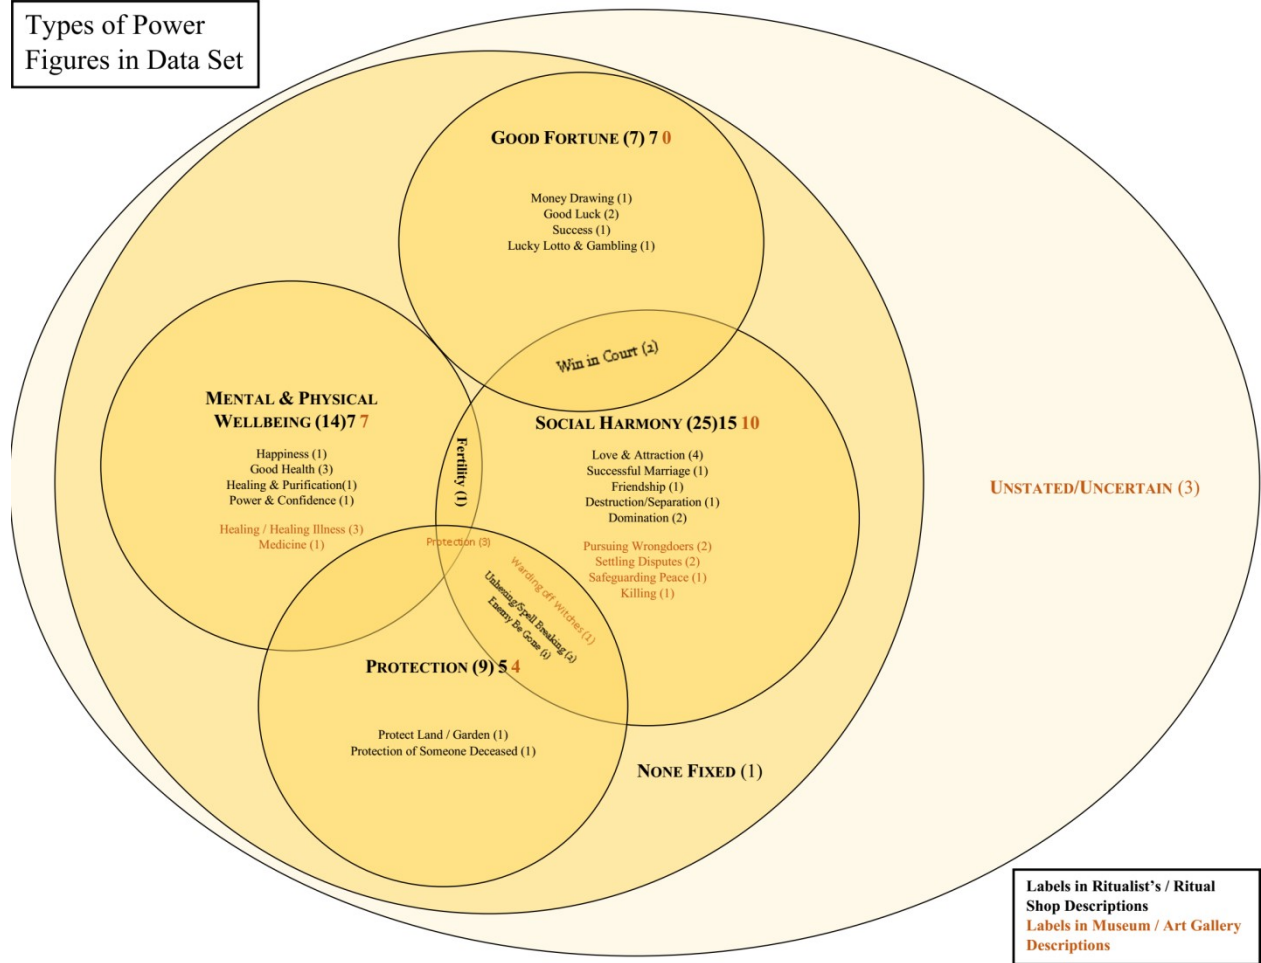 Types of Power
Figures in Data Set
GOOD FORTUNE (7) 7 0
Money Drawing (1)
Good Luck (2)
Success (1)
Lucky Lotto & Gambling (1)
Win in Court (2)
MENTAL & PHYSICAL
WELLBEING (14)7 7
Happiness (1)
Good Health (3)
Healing & Purification(1)
Power & Confidence (1)
Healing / Healing Illness (3)
Medicine (1)
Fertility (1)
SOCIAL HARMONY (25)15 10
Love & Attraction (4)
Successful Marriage (1)
Friendship (1)
Destruction/Separation (1)
Domination (2)
Pursuing Wrongdoers (2)
Settling Disputes (2)
Safeguarding Peace (1)
Killing (1)
UNSTATED/UNCERTAIN (3)
Protection (3)
Warding off Witches (1)
Unhexing/Spell Breaking (2)
Enemy Be Gone (1)
PROTECTION (9) 5 4
Protect Land / Garden (1)
Protection of Someone Deceased (1)
NONE FIXED (1)
Labels in Ritualist's / Ritual
Shop Descriptions
Labels in Museum / Art Gallery
Descriptions